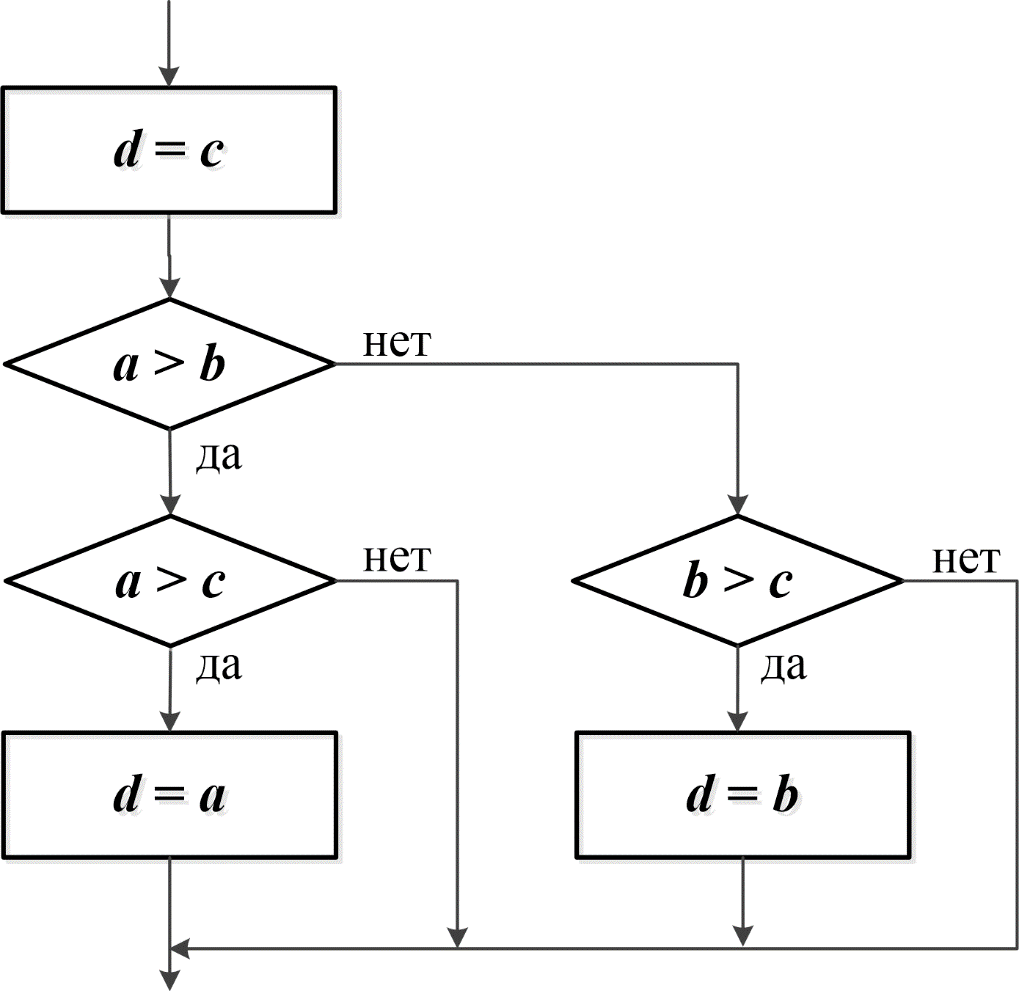 d = c
a > b
нет
да
a > c
нет
b > c
нет
да
да
d = a
d = b